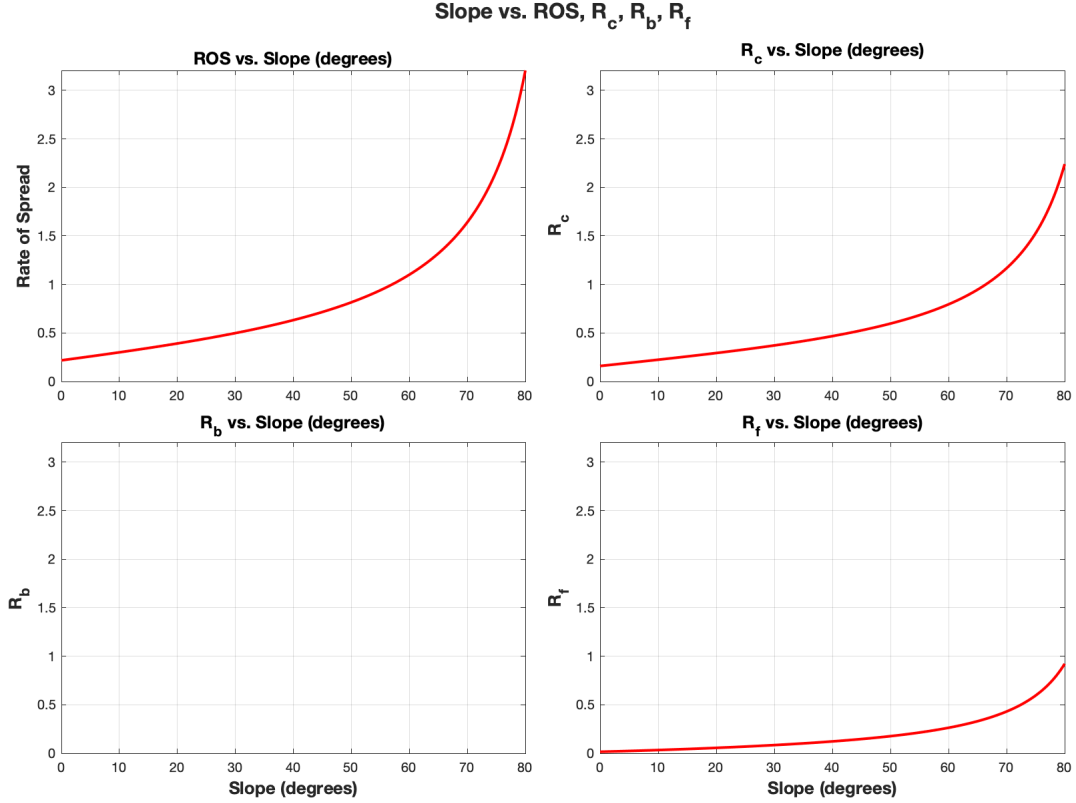 Slope vs. ROS, R_c, R_b, R_f
ROS vs. Slope (degrees)
Rate of Spread
3
2.5
2
1.5
1
0.5
0
0 10 20 30 40 50 60 70 80
R_c vs. Slope (degrees)
R_c
3
2.5
2
1.5
1
0.5
0
0 10 20 30 40 50 60 70 80
R_b vs. Slope (degrees)
R_b
3
2.5
2
1.5
1
0.5
0
0 10 20 30 40 50 60 70 80
Slope (degrees)
R_f vs. Slope (degrees)
R_f
3
2.5
2
1.5
1
0.5
0
0 10 20 30 40 50 60 70 80
Slope (degrees)